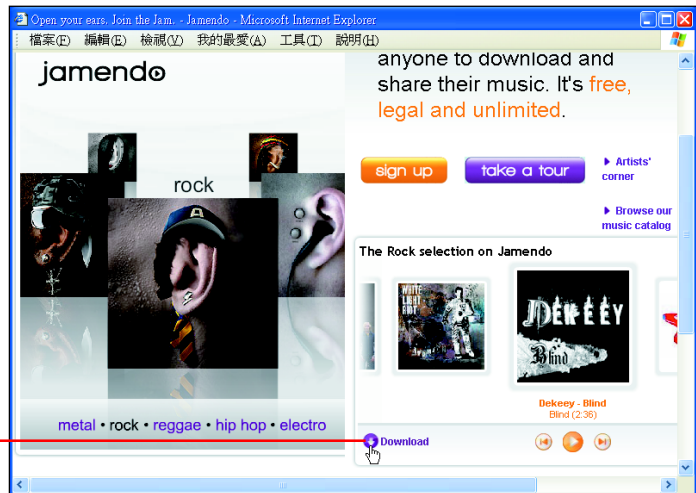 Open your ears. Join the Jam. - Jamendo - Microsoft Internet Explorer
檔案(F) 編輯(E) 檢視(V) 我的最愛(A) 工具(T) 說明(H)
jamendo
rock
metal • rock • reggae • hip hop • electro
anyone to download and
share their music. It's free,
legal and unlimited.
sign up
take a tour
Artists'
corner
Browse our
music catalog
The Rock selection on Jamendo
WHITE
LIGHT
RIOT
DEKEEY
Blind
Dekeey - Blind
Blind (2:36)
Download